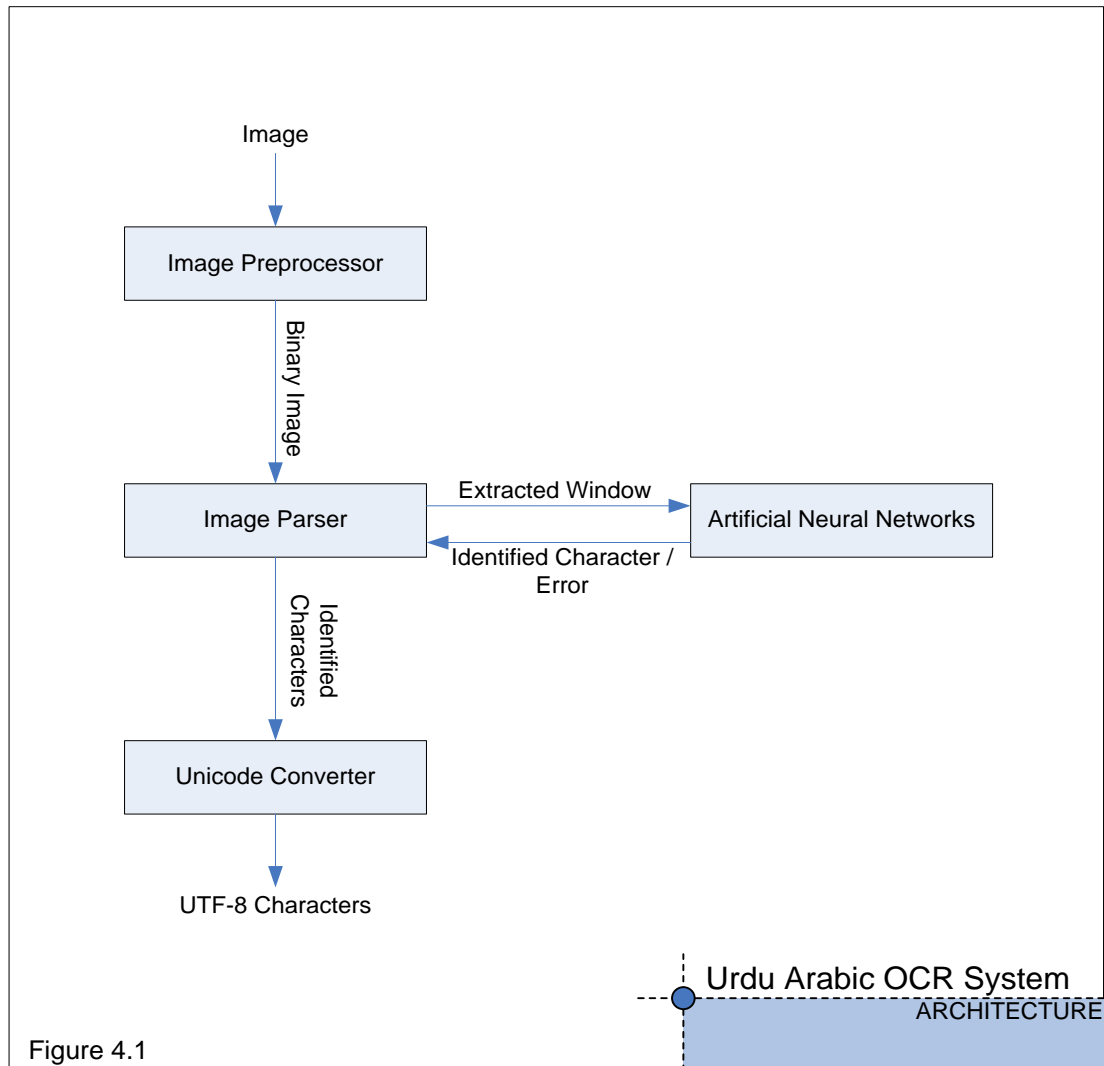 Image
Image Preprocessor
Binary Image
Extracted Window
Image Parser
Artificial Neural Networks
Identified Character /
Error
Identified
Characters
Unicode Converter
UTF-8 Characters
Urdu Arabic OCR System
ARCHITECTURE
Figure 4.1